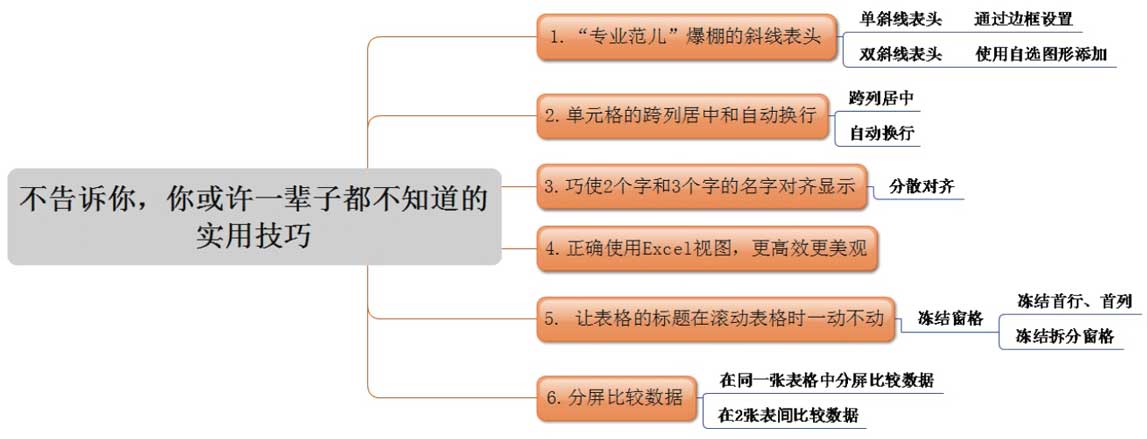 不告诉你，你或许一辈子都不知道的
实用技巧
1. “专业范儿”爆棚的斜线表头
单斜线表头 通过边框设置
双斜线表头 使用自选图形添加
2. 单元格的跨列居中和自动换行
跨列居中
自动换行
3. 巧使2个字和3个字的名字对齐显示
分散对齐
4. 正确使用Excel视图，更高效更美观
5. 让表格的标题在滚动表格时一动不动
冻结窗格
冻结首行、首列
冻结拆分窗格
6. 分屏比较数据
在同一张表格中分屏比较数据
在2张表间比较数据